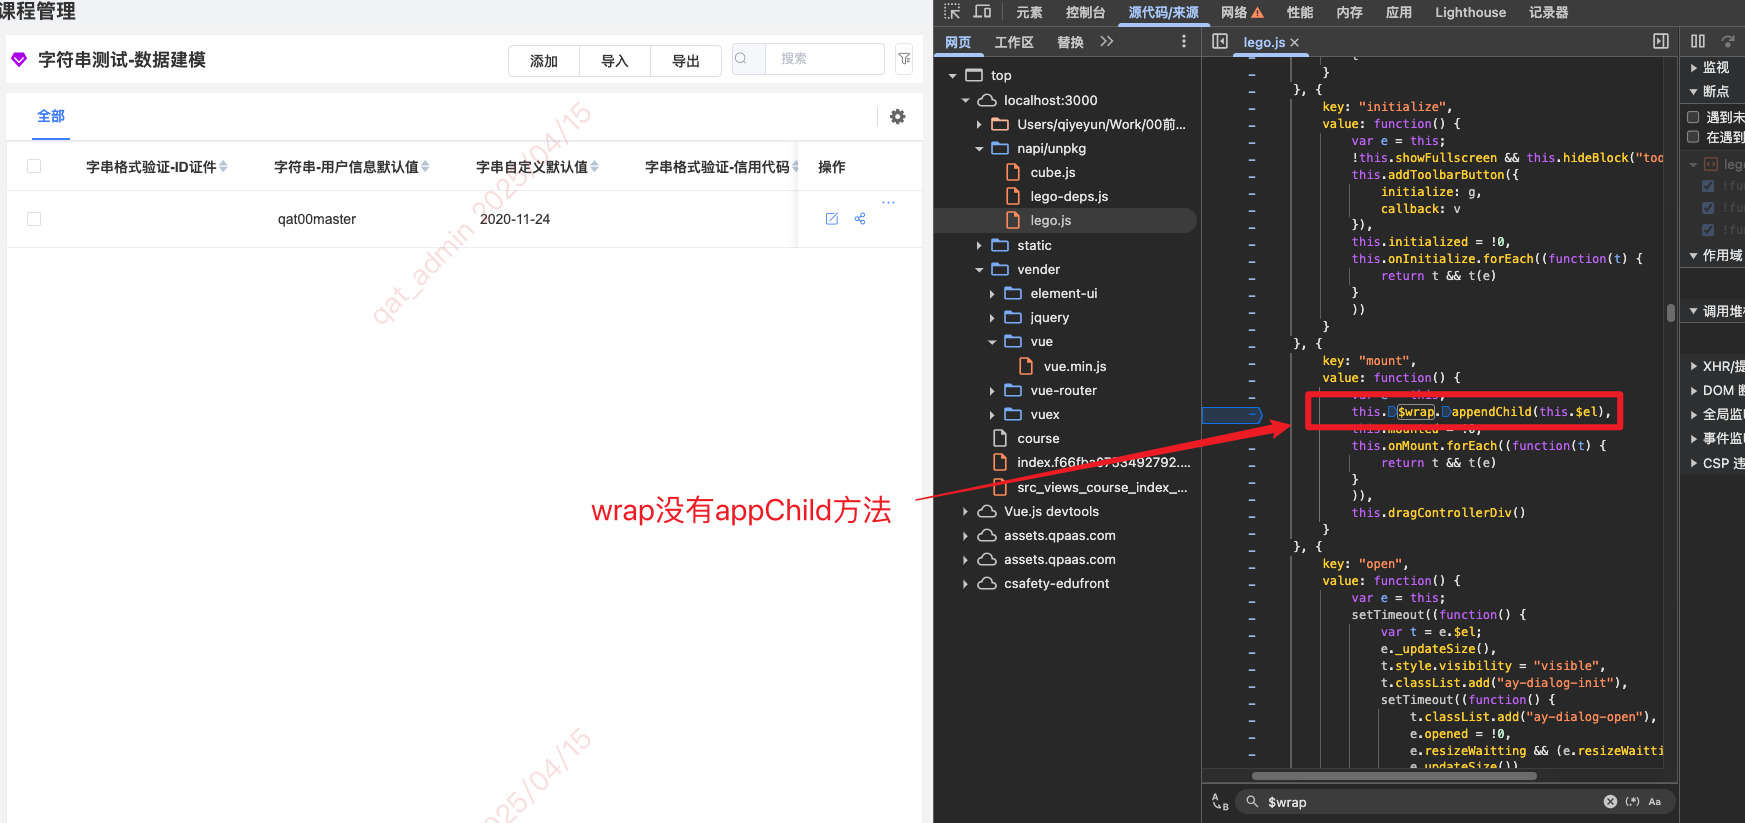 课程管理
字符串测试-数据建模
添加
导入
导出
搜索
全部
字串格式验证-ID证件
字符串-用户信息默认值
字串自定义默认值
字串格式验证-信用代码
操作
qat00master
2020-11-24
...
qat_admin 2025/04/15
2025/04/15
wrap没有appChild方法
元素
控制台
源代码/来源
网络
性能
内存
应用
Lighthouse
记录器
网页
工作区
替换
top
localhost:3000
Users/qiyeyun/Work/00前...
napi/unpkg
cube.js
lego-deps.js
lego.js
static
vender
element-ui
jquery
vue
vue.min.js
vue-router
vuex
course
index.f66fba0753492792....
src_views_course_index_...
Vue.js devtools
assets.qpaas.com
assets.qpaas.com
csafety-edufront
lego.js
}
}, {
key: "initialize",
value: function() {
var e = this;
!this.showFullscreen && this.hideBlock("too
this.addToolbarButton({
initialize: g,
callback: v
}),
this.initialized = !0,
this.onInitialize.forEach((function(t) {
return t && t(e)
}
))
}
}, {
key: "mount",
value: function() {
var e = this;
this.$wrap.appendChild(this.$el),
this.mounted = !0,
this.onMount.forEach((function(t) {
return t && t(e)
}
)),
this.dragControllerDiv()
}
}, {
key: "open",
value: function() {
var e = this;
setTimeout((function() {
var t = e.$el;
e._updateSize(),
t.style.visibility = "visible",
t.classList.add("ay-dialog-init"),
setTimeout((function() {
t.classList.add("ay-dialog-open"),
e.opened = !0,
e.resizeWaitting && (e.resizeWaitti
e.updateSize())
$wrap
(.*)
Aa
监视
断点
遇到未
在遇到
lego
!fu
!fu
!fu
作用域
调用堆
XHR/提
DOM 断
全局监
事件监
CSP 违